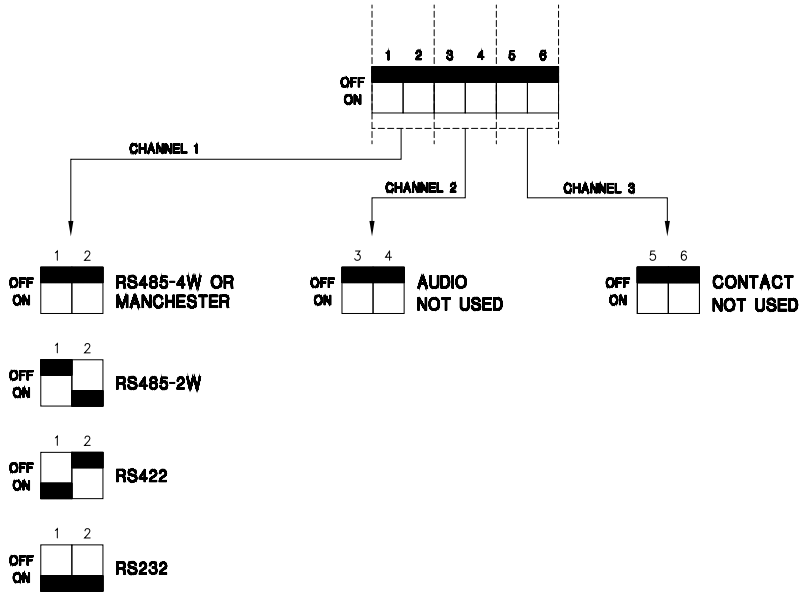 1 2 3 4 5 6
OFF
ON
CHANNEL 1
CHANNEL 2
CHANNEL 3
1 2
OFF
ON
RS485-4W OR
MANCHESTER
3 4
OFF
ON
AUDIO
NOT USED
5 6
OFF
ON
CONTACT
NOT USED
1 2
OFF
ON
RS485-2W
1 2
OFF
ON
RS422
1 2
OFF
ON
RS232